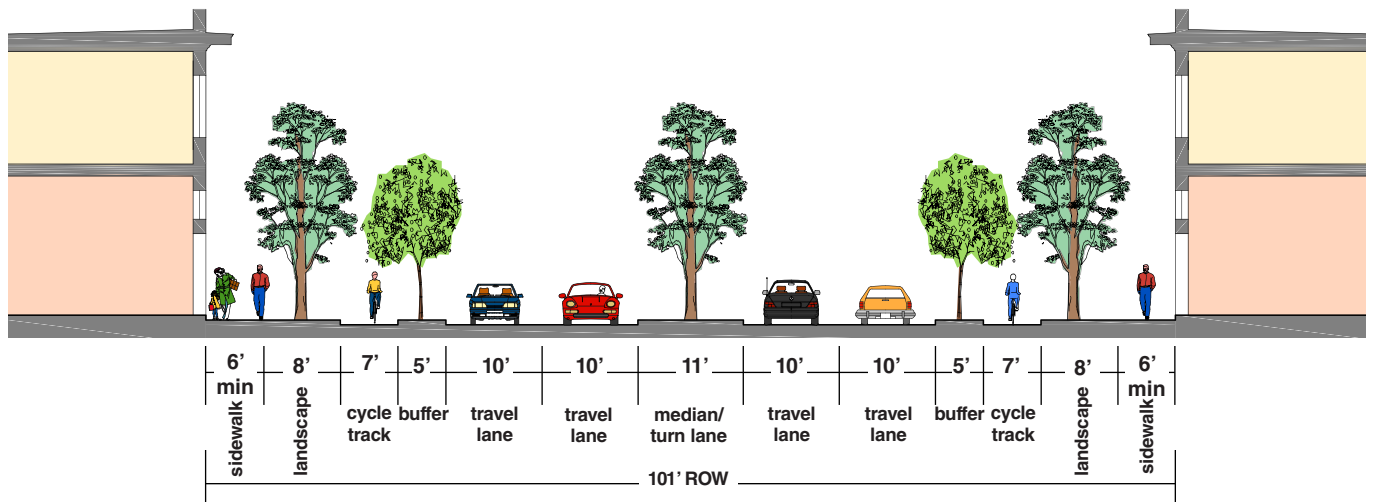 6’ 8’ 7’ 5’ 10’ 10’ 11’ 10’ 10’ 5’ 7’ 8’ 6’
min min
sidewalk landscape cycle buffer travel travel median/ travel travel buffer cycle landscape sidewalk
track lane lane turn lane lane lane track
101’ ROW